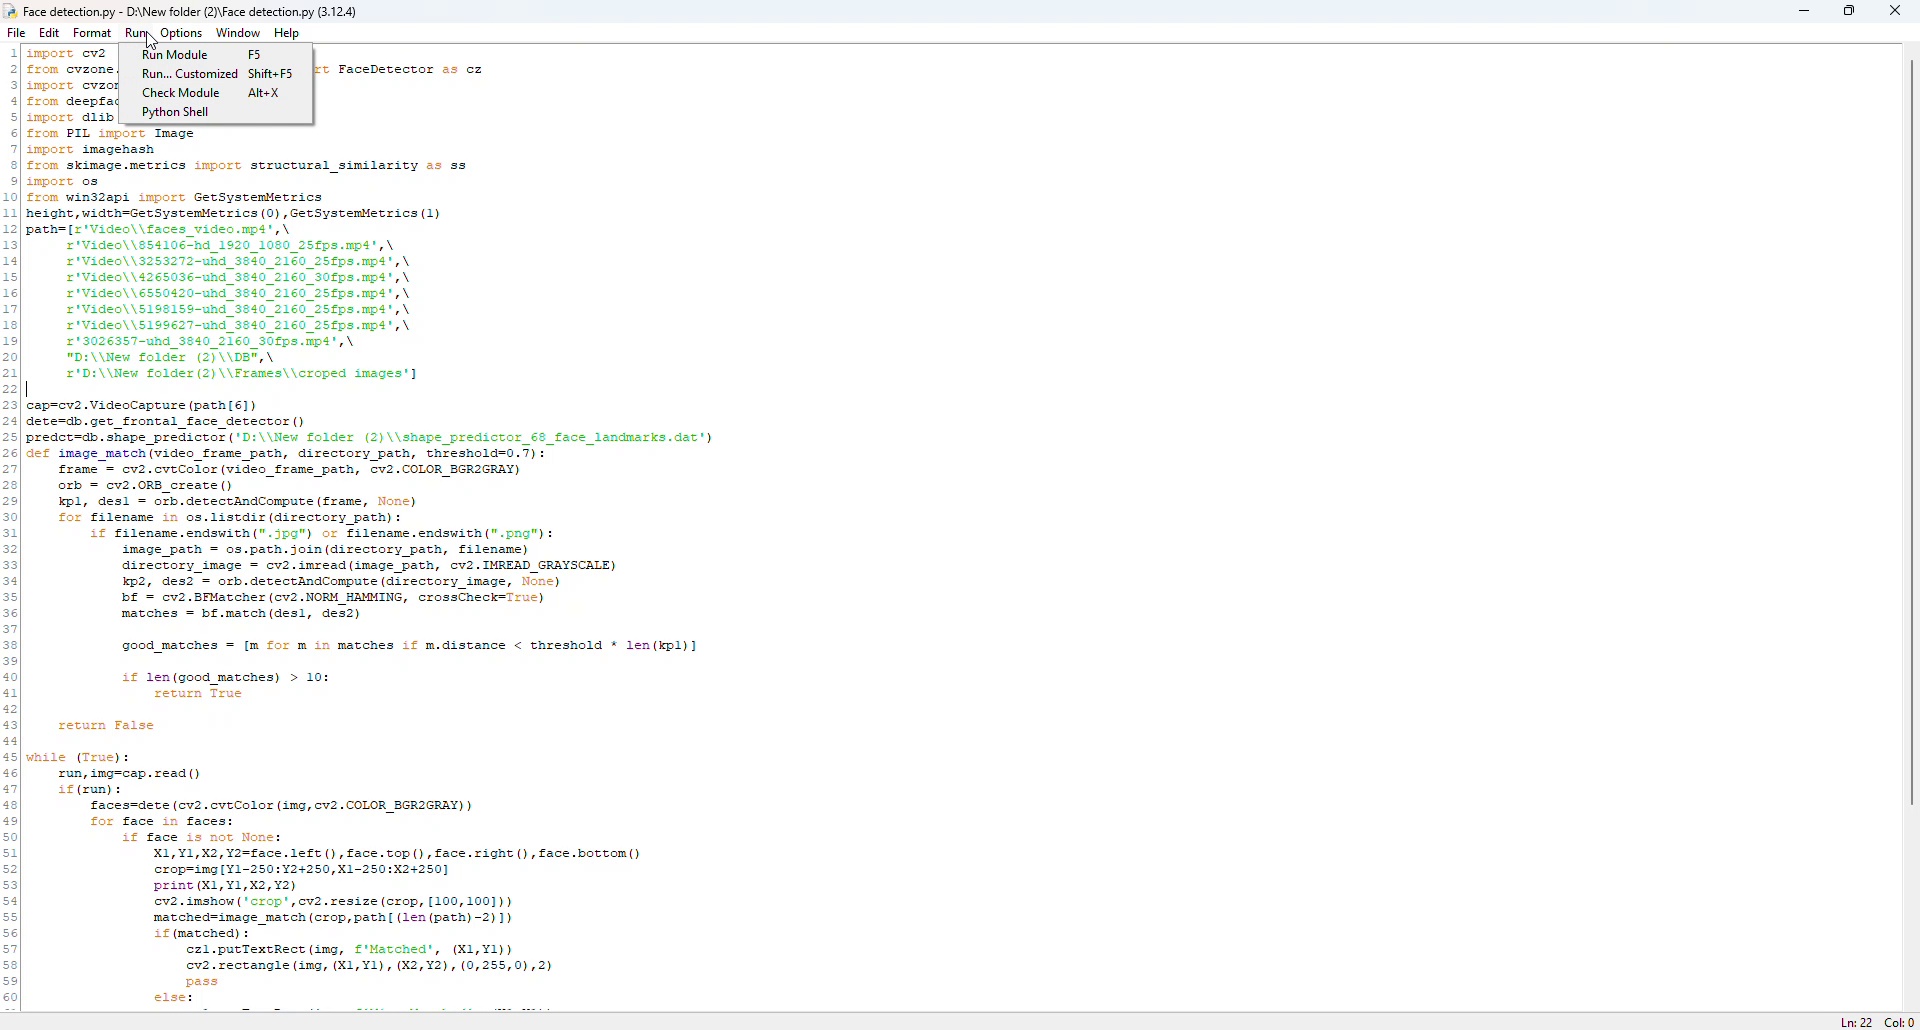 Face detection.py - D:\New folder (2)\Face detection.py (3.12.4)
File Edit Format Run Options Window Help
Run Module F5
Run... Customized Shift+F5
Check Module Alt+X
Python Shell
1 import cv2
2 from cvzone. rt FaceDetector as cz
3 import cvzon
4 from deepfac
5 import dlib
6 from PIL import Image
7 import imagehash
8 from skimage.metrics import structural_similarity as ss
9 import os
10 from win32api import GetSystemMetrics
11 height,width=GetSystemMetrics(0),GetSystemMetrics(1)
12 path=[r'Video\\faces_video.mp4',\
13 r'Video\\854106-hd_1920_1080_25fps.mp4',\
14 r'Video\\3253272-uhd_3840_2160_25fps.mp4',\
15 r'Video\\4265036-uhd_3840_2160_30fps.mp4',\
16 r'Video\\6550420-uhd_3840_2160_25fps.mp4',\
17 r'Video\\5198159-uhd_3840_2160_25fps.mp4',\
18 r'Video\\5199627-uhd_3840_2160_25fps.mp4',\
19 r'3026357-uhd_3840_2160_30fps.mp4',\
20 "D:\\New folder (2)\\DB",\
21 r'D:\\New folder(2)\\Frames\\croped images']
22
23 cap=cv2.VideoCapture(path[6])
24 dete=db.get_frontal_face_detector()
25 predct=db.shape_predictor('D:\\New folder (2)\\shape_predictor_68_face_landmarks.dat')
26 def image_match(video_frame_path, directory_path, threshold=0.7):
27 frame = cv2.cvtColor(video_frame_path, cv2.COLOR_BGR2GRAY)
28 orb = cv2.ORB_create()
29 kp1, des1 = orb.detectAndCompute(frame, None)
30 for filename in os.listdir(directory_path):
31 if filename.endswith(".jpg") or filename.endswith(".png"):
32 image_path = os.path.join(directory_path, filename)
33 directory_image = cv2.imread(image_path, cv2.IMREAD_GRAYSCALE)
34 kp2, des2 = orb.detectAndCompute(directory_image, None)
35 bf = cv2.BFMatcher(cv2.NORM_HAMMING, crossCheck=True)
36 matches = bf.match(des1, des2)
37
38 good_matches = [m for m in matches if m.distance < threshold * len(kp1)]
39
40 if len(good_matches) > 10:
41 return True
42
43 return False
44
45 while (True):
46 run,img=cap.read()
47 if(run):
48 faces=dete(cv2.cvtColor(img,cv2.COLOR_BGR2GRAY))
49 for face in faces:
50 if face is not None:
51 X1,Y1,X2,Y2=face.left(),face.top(),face.right(),face.bottom()
52 crop=img[Y1-250:Y2+250,X1-250:X2+250]
53 print(X1,Y1,X2,Y2)
54 cv2.imshow('crop',cv2.resize(crop,[100,100]))
55 matched=image_match(crop,path[(len(path)-2)])
56 if(matched):
57 cz1.putTextRect(img, f'Matched', (X1,Y1))
58 cv2.rectangle(img,(X1,Y1),(X2,Y2),(0,255,0),2)
59 pass
60 else:
Ln: 22 Col: 0